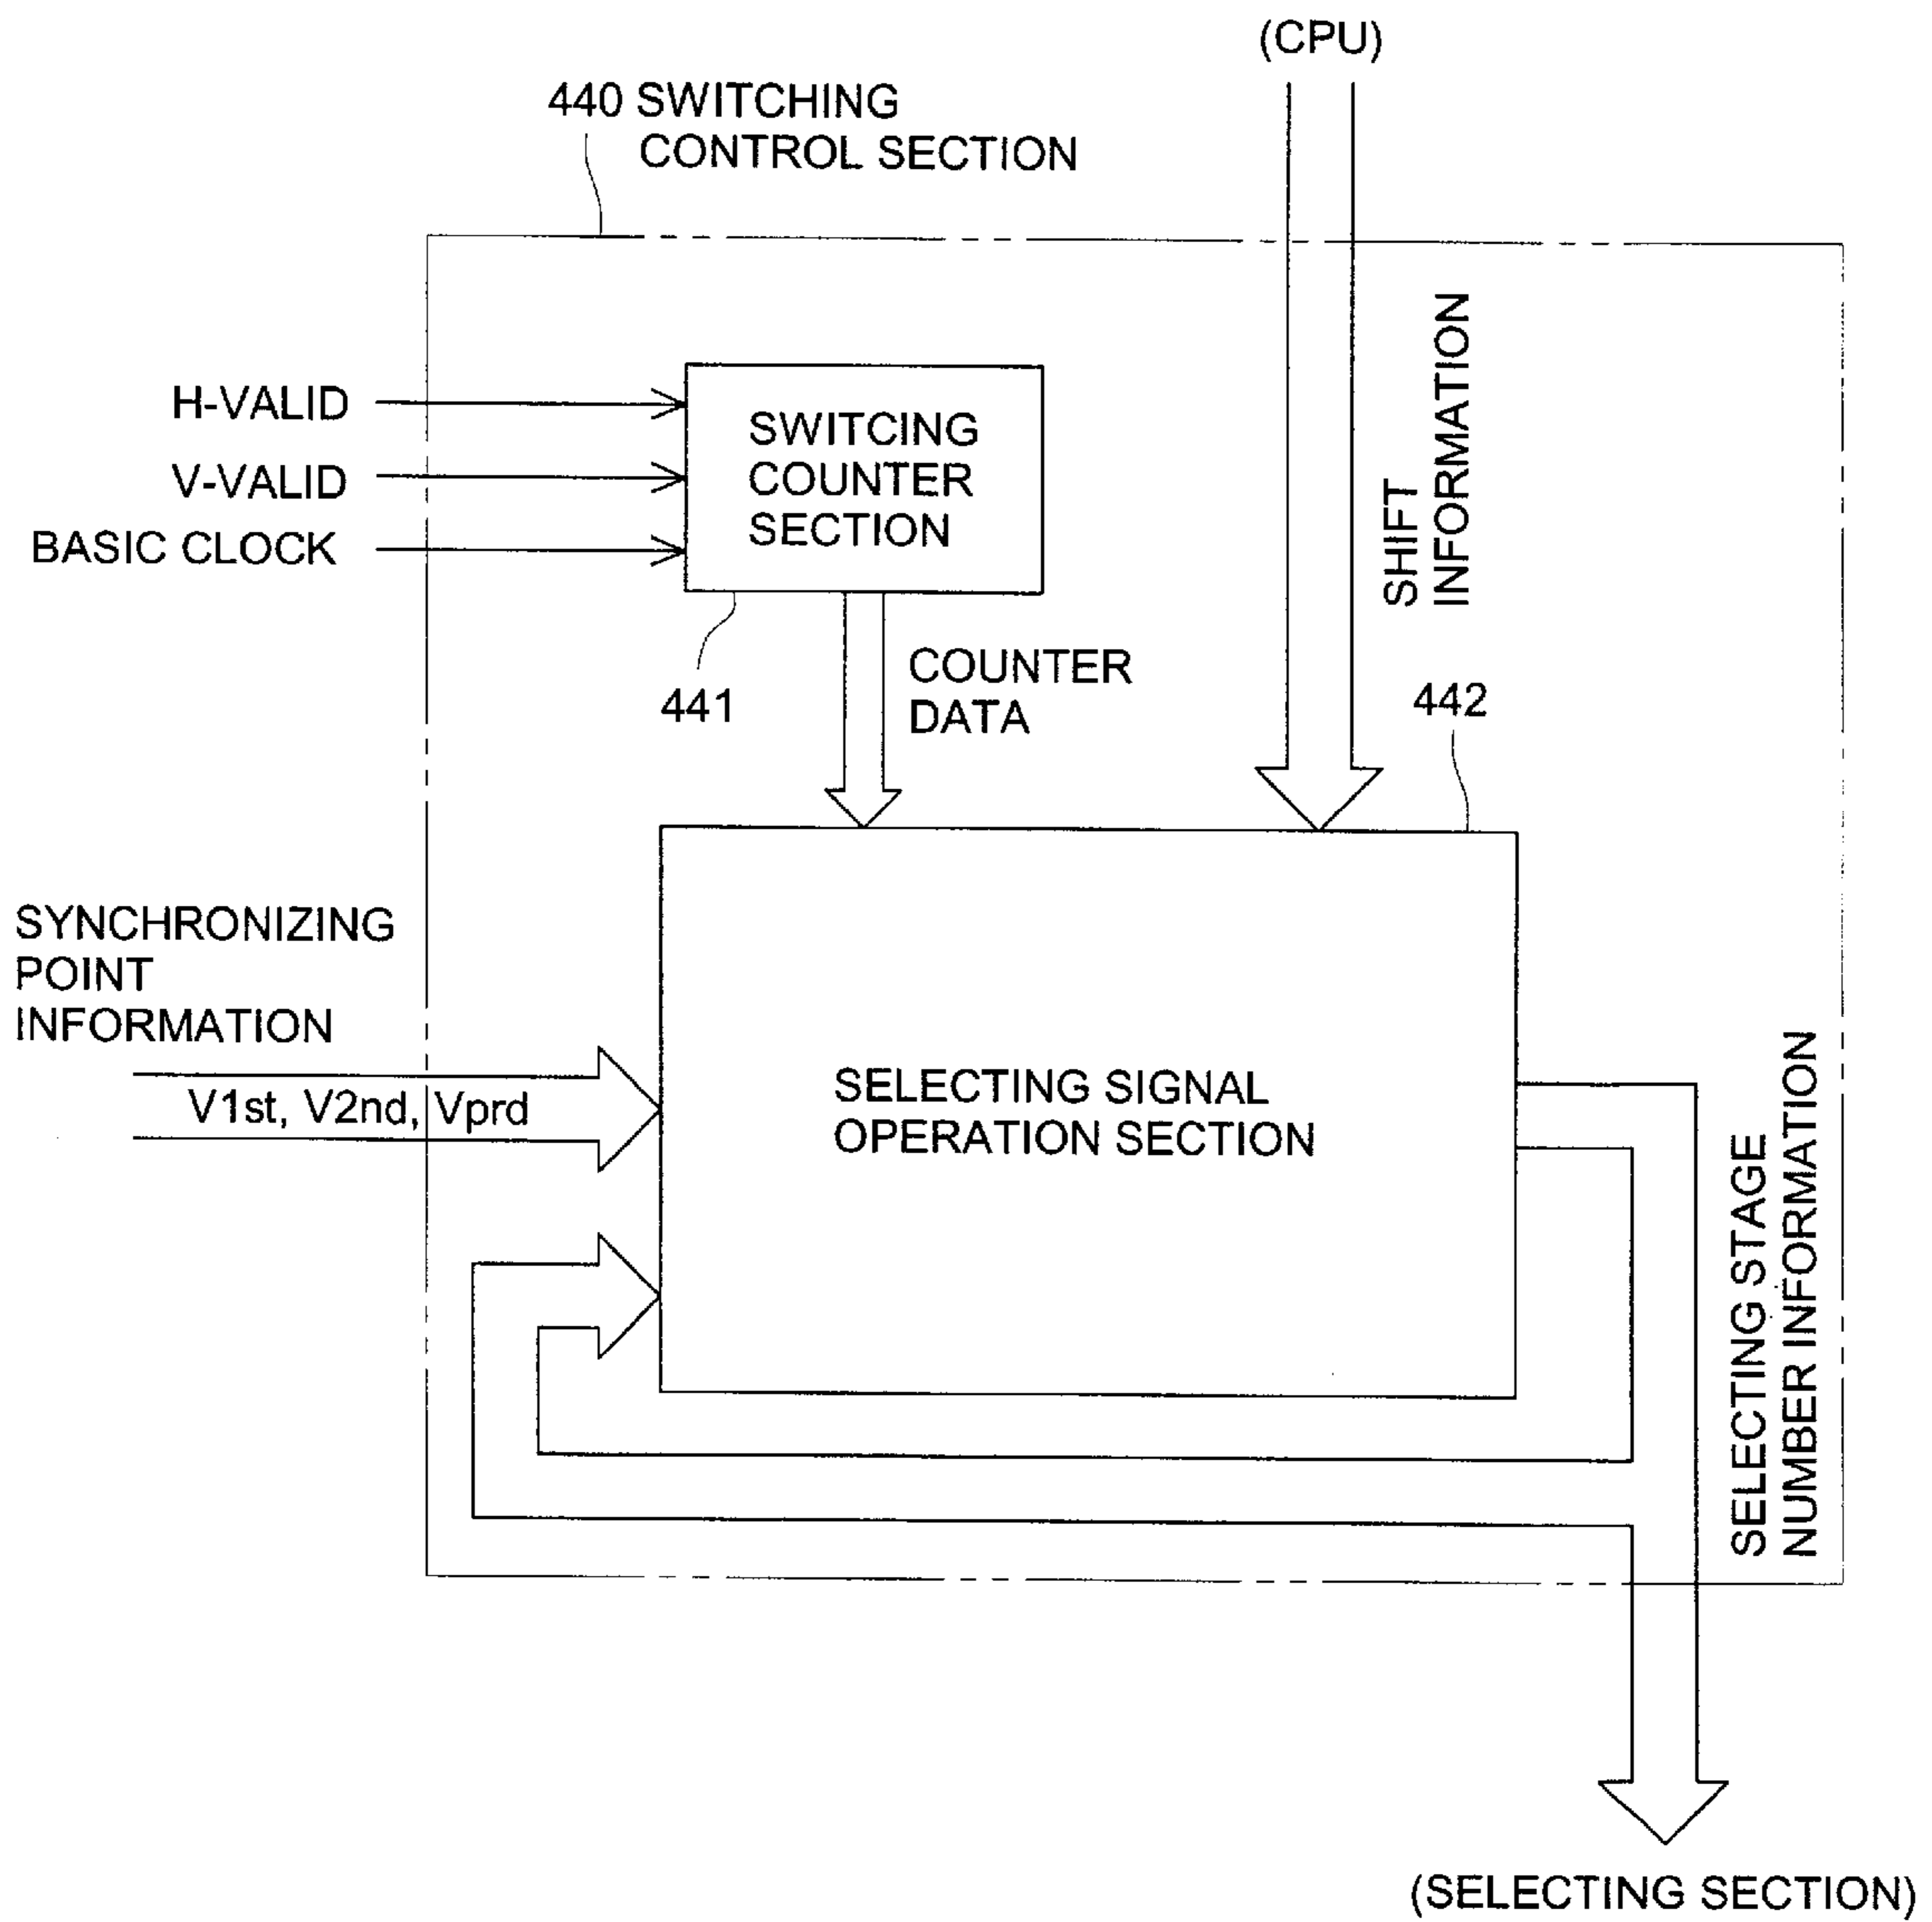 (CPU)
440 SWITCHING
CONTROL SECTION
H-VALID
V-VALID
BASIC CLOCK
SWITCING
COUNTER
SECTION
SHIFT
INFORMATION
441
COUNTER
DATA
442
SYNCHRONIZING
POINT
INFORMATION
V1st, V2nd, Vprd
SELECTING SIGNAL
OPERATION SECTION
SELECTING STAGE
NUMBER INFORMATION
(SELECTING SECTION)